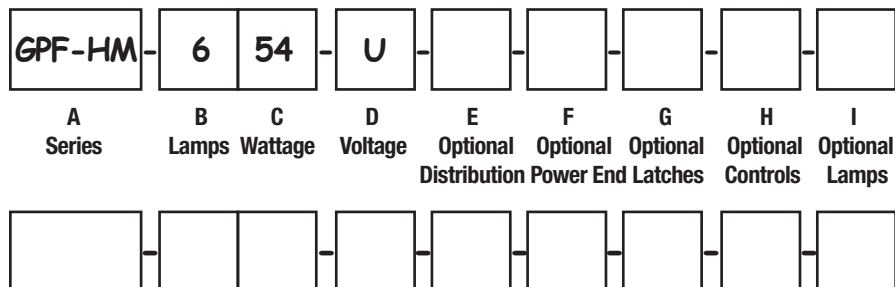 GPF-HM - 6 54 - U - - - - -
A B C D E F G H I
Series Lamps Wattage Voltage Optional Optional Optional Optional Optional
Distribution Power End Latches Controls Lamps
- - - - - - -